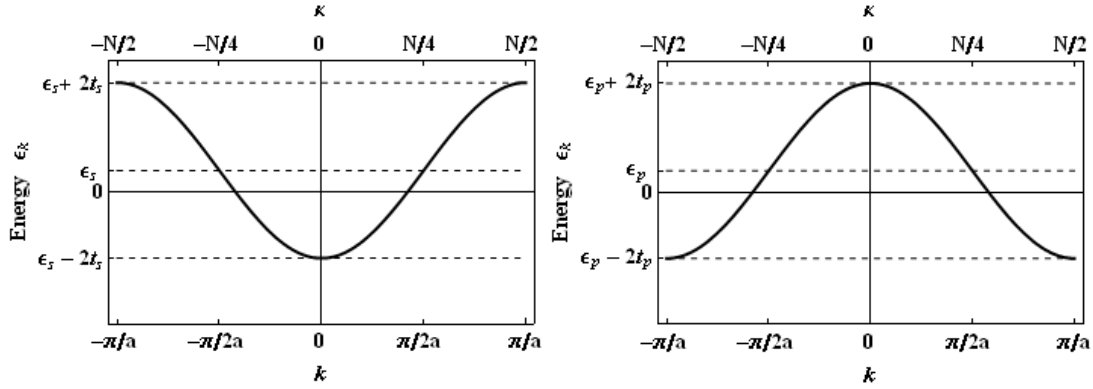 κ
−N/2 −N/4 0 N/4 N/2
ϵs + 2ts
ϵs
0
ϵs − 2ts
Energy ϵk
−π/a −π/2a 0 π/2a π/a
k
κ
−N/2 −N/4 0 N/4 N/2
ϵp + 2tp
ϵp
0
ϵp − 2tp
Energy ϵk
−π/a −π/2a 0 π/2a π/a
k